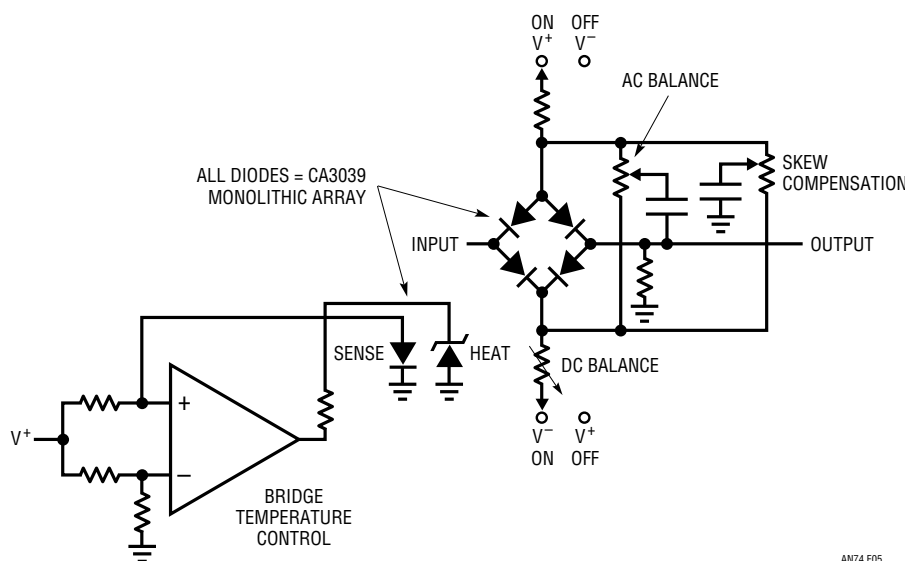 ON OFF
V+ V−
AC BALANCE
SKEW
COMPENSATION
ALL DIODES = CA3039
MONOLITHIC ARRAY
INPUT
OUTPUT
SENSE
HEAT
DC BALANCE
+
V+
−
V− V+
ON OFF
BRIDGE
TEMPERATURE
CONTROL
AN74 F05